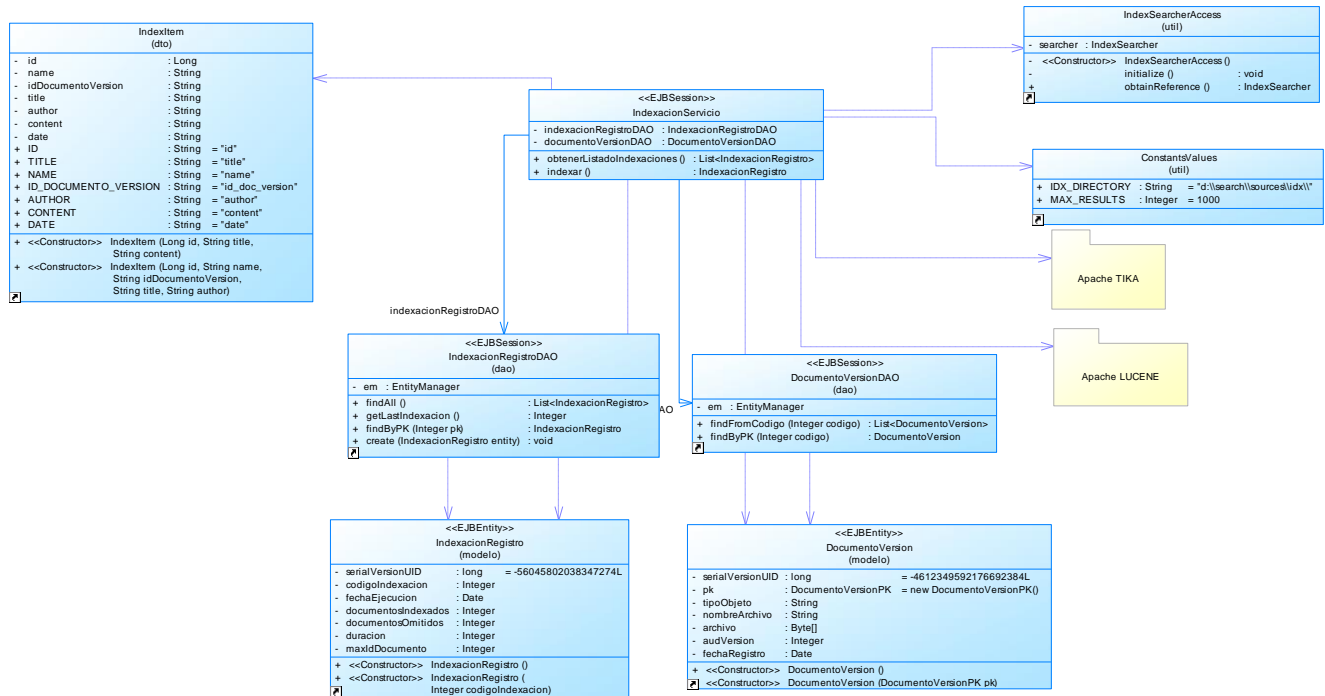 IndexItem
(dto)
- id : Long
- name : String
- idDocumentoVersion : String
- title : String
- author : String
- content : String
- date : String
+ ID : String = "id"
+ TITLE : String = "title"
+ NAME : String = "name"
+ ID_DOCUMENTO_VERSION : String = "id_doc_version"
+ AUTHOR : String = "author"
+ CONTENT : String = "content"
+ DATE : String = "date"
+ <<Constructor>> IndexItem (Long id, String title,
String content)
+ <<Constructor>> IndexItem (Long id, String name,
String idDocumentoVersion,
String title, String author)
<<EJBSession>>
IndexacionServicio
- indexacionRegistroDAO : IndexacionRegistroDAO
- documentoVersionDAO : DocumentoVersionDAO
+ obtenerListadoIndexaciones () : List<IndexacionRegistro>
+ indexar () : IndexacionRegistro
IndexSearcherAccess
(util)
- searcher : IndexSearcher
- <<Constructor>> IndexSearcherAccess ()
- initialize () : void
+ obtainReference () : IndexSearcher
ConstantsValues
(util)
+ IDX_DIRECTORY : String = "d:\\search\\sources\\idx\\"
+ MAX_RESULTS : Integer = 1000
Apache TIKA
Apache LUCENE
indexacionRegistroDAO
<<EJBSession>>
IndexacionRegistroDAO
(dao)
- em : EntityManager
+ findAll () : List<IndexacionRegistro>
+ getLastIndexacion () : Integer
+ findByPK (Integer pk) : IndexacionRegistro
+ create (IndexacionRegistro entity) : void
AO
<<EJBSession>>
DocumentoVersionDAO
(dao)
- em : EntityManager
+ findFromCodigo (Integer codigo) : List<DocumentoVersion>
+ findByPK (Integer codigo) : DocumentoVersion
<<EJBEntity>>
IndexacionRegistro
(modelo)
- serialVersionUID : long = -56045802038347274L
- codigoIndexacion : Integer
- fechaEjecucion : Date
- documentosIndexados : Integer
- documentosOmitidos : Integer
- duracion : Integer
- maxIdDocumento : Integer
+ <<Constructor>> IndexacionRegistro ()
+ <<Constructor>> IndexacionRegistro (
Integer codigoIndexacion)
<<EJBEntity>>
DocumentoVersion
(modelo)
- serialVersionUID : long = -4612349592176692384L
- pk : DocumentoVersionPK = new DocumentoVersionPK()
- tipoObjeto : String
- nombreArchivo : String
- archivo : Byte[]
- audVersion : Integer
- fechaRegistro : Date
+ <<Constructor>> DocumentoVersion ()
+ <<Constructor>> DocumentoVersion (DocumentoVersionPK pk)